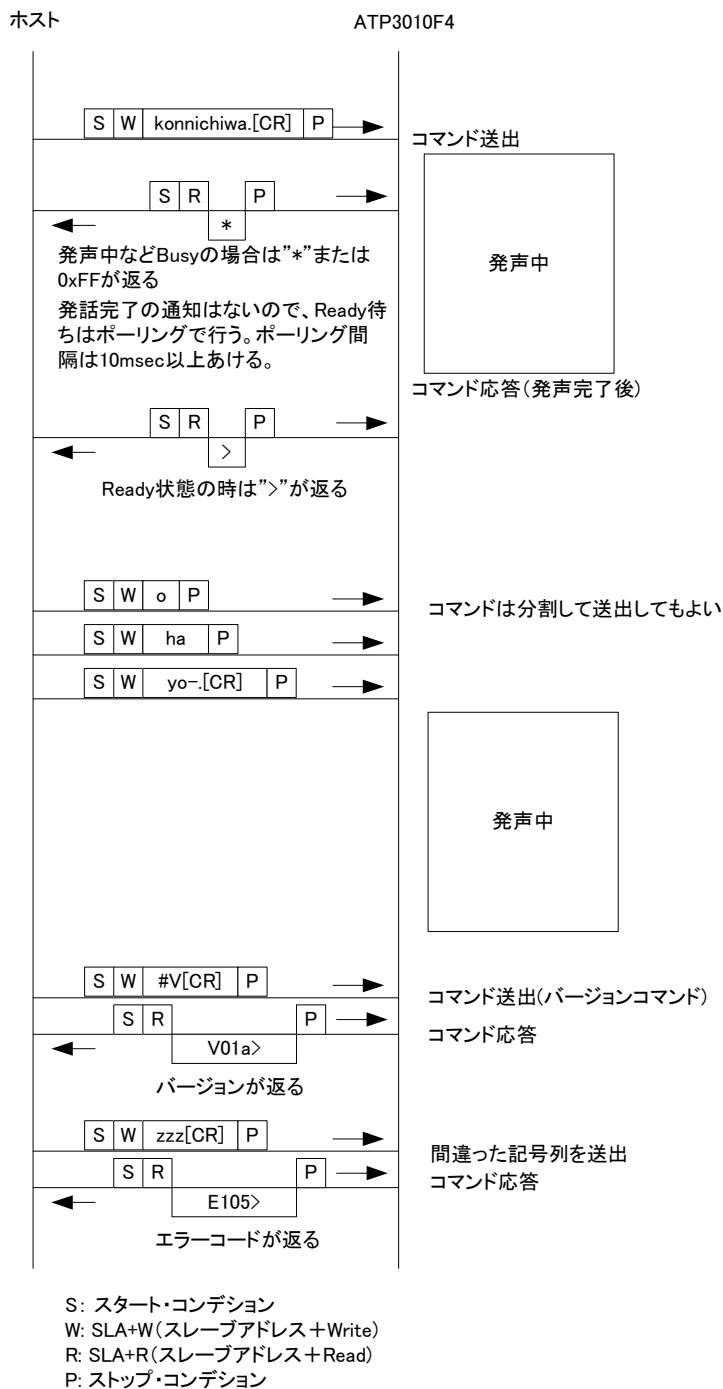 ホスト
ATP3010F4
S W konnichiwa.[CR] P
コマンド送出
S R P
*
発声中などBusyの場合は”*”または
0xFFが返る
発話完了の通知はないので、Ready待
ちはポーリングで行う。ポーリング間
隔は10msec以上あける。
発声中
コマンド応答（発声完了後）
S R P
>
Ready状態の時は”>”が返る
S W o P
コマンドは分割して送出してもよい
S W ha P
S W yo-.[CR] P
発声中
S W #V[CR] P
コマンド送出(バージョンコマンド)
S R P
コマンド応答
V01a>
バージョンが返る
S W zzz[CR] P
間違った記号列を送出
S R P
コマンド応答
E105>
エラーコードが返る
S: スタート・コンデション
W: SLA+W（スレーブアドレス＋Write）
R: SLA+R（スレーブアドレス＋Read）
P: ストップ・コンデション